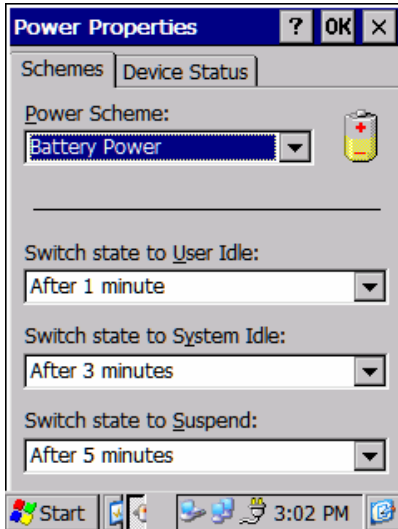 Power Properties ? OK ×
Schemes Device Status
Power Scheme:
Battery Power
Switch state to User Idle:
After 1 minute
Switch state to System Idle:
After 3 minutes
Switch state to Suspend:
After 5 minutes
Start 3:02 PM